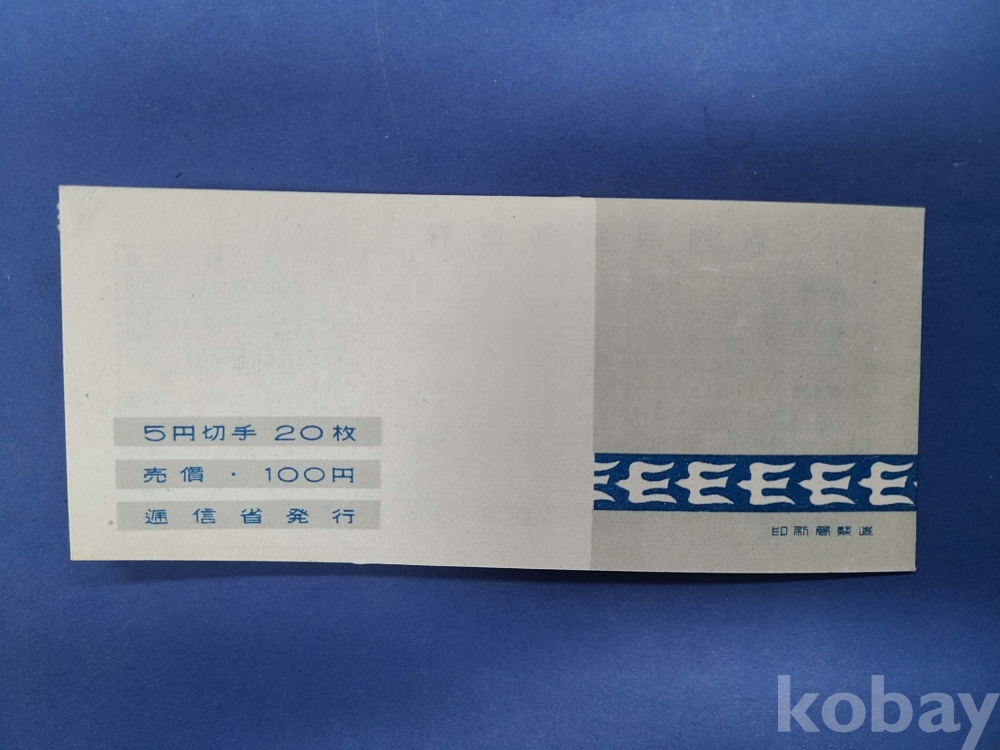 5円切手 20枚
売價・100円
逓信省発行
印刷局製造
kobay